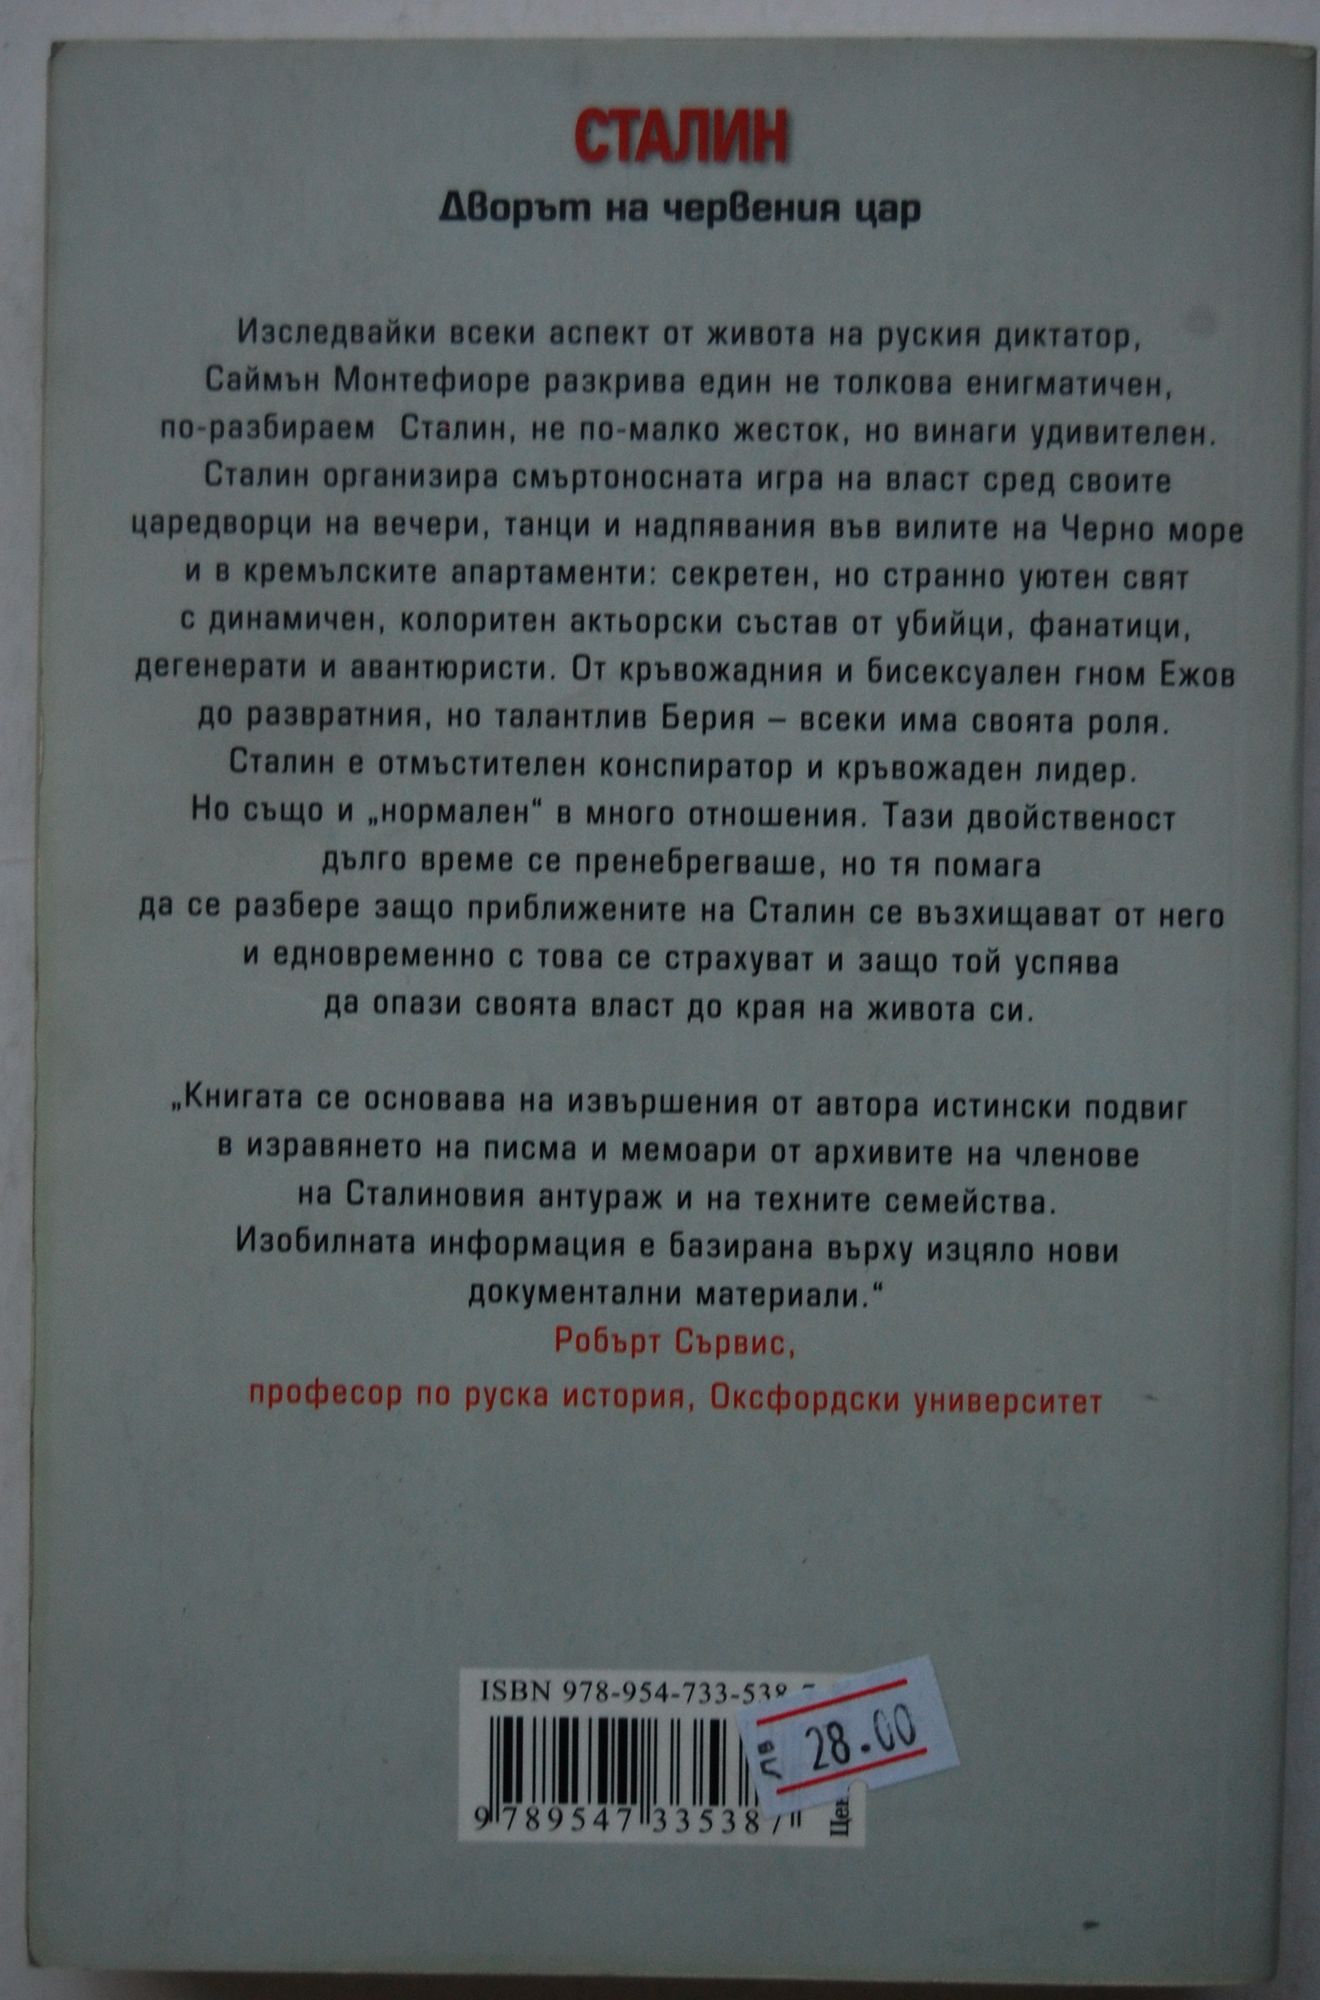 СТАЛИН
Дворът на червения цар
Изследвайки всеки аспект от живота на руския диктатор,
Саймън Монтефиоре разкрива един не толкова енигматичен,
по-разбираем Сталин, не по-малко жесток, но винаги удивителен.
Сталин организира смъртоносната игра на власт сред своите
царедворци на вечери, танци и надпявания във вилите на Черно море
и в кремълските апартаменти: секретен, но странно уютен свят
с динамичен, колоритен актьорски състав от убийци, фанатици,
дегенерати и авантюристи. От кръвожадния и бисексуален гном Ежов
до развратния, но талантлив Берия – всеки има своята роля.
Сталин е отмъстителен конспиратор и кръвожаден лидер.
Но също и „нормален“ в много отношения. Тази двойственост
дълго време се пренебрегваше, но тя помага
да се разбере защо приближените на Сталин се възхищават от него
и едновременно с това се страхуват и защо той успява
да опази своята власт до края на живота си.
„Книгата се основава на извършения от автора истински подвиг
в изравянето на писма и мемоари от архивите на членове
на Сталиновия антураж и на техните семейства.
Изобилната информация е базирана върху изцяло нови
документални материали.“
Робърт Сървис,
професор по руска история, Оксфордски университет
ISBN 978-954-733-538-
28.00
9 789547 335387